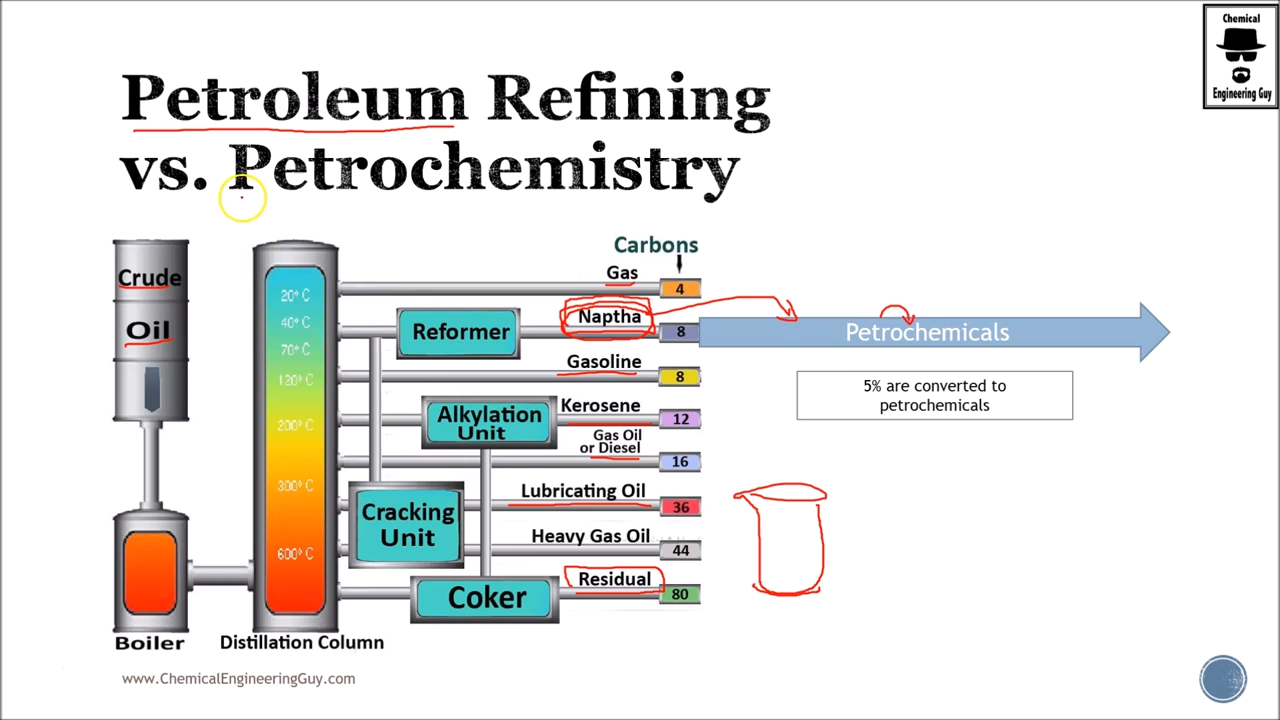 Chemical
Engineering Guy
Petroleum Refining
vs. Petrochemistry
Carbons
Crude
Oil
Boiler
20° C
40° C
70° C
120° C
200° C
300° C
600° C
Distillation Column
Gas
4
Reformer
Naptha
8
Petrochemicals
Gasoline
8
5% are converted to
petrochemicals
Alkylation
Unit
Kerosene
12
Gas Oil
or Diesel
16
Cracking
Unit
Lubricating Oil
36
Heavy Gas Oil
44
Coker
Residual
80
www.ChemicalEngineeringGuy.com